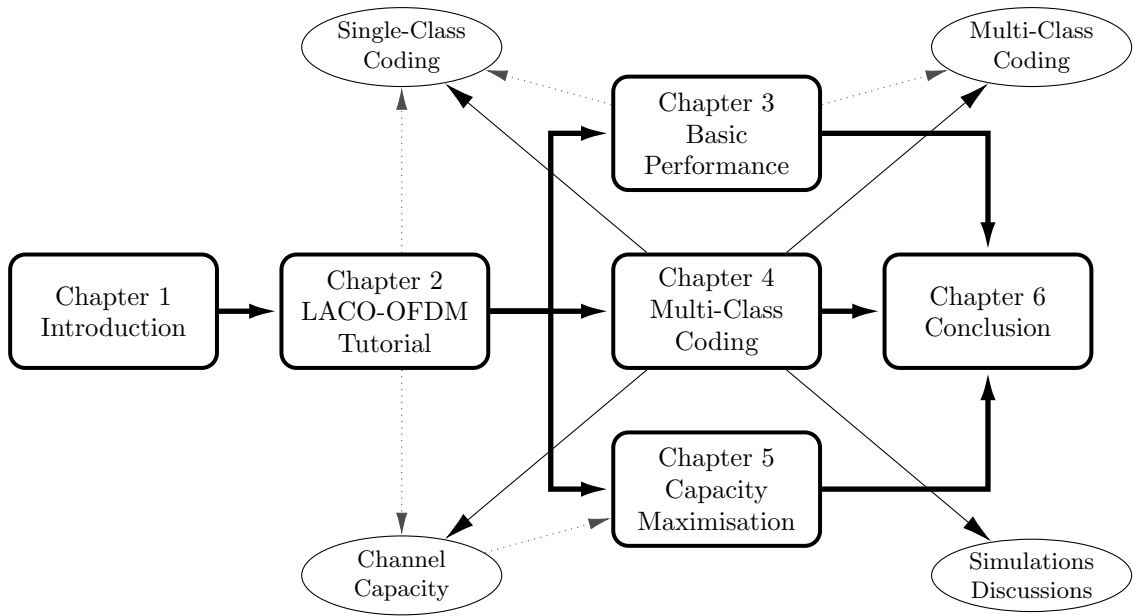 Single-Class
Coding
Multi-Class
Coding
Chapter 3
Basic
Performance
Chapter 1
Introduction
Chapter 2
LACO-OFDM
Tutorial
Chapter 4
Multi-Class
Coding
Chapter 6
Conclusion
Chapter 5
Capacity
Maximisation
Channel
Capacity
Simulations
Discussions